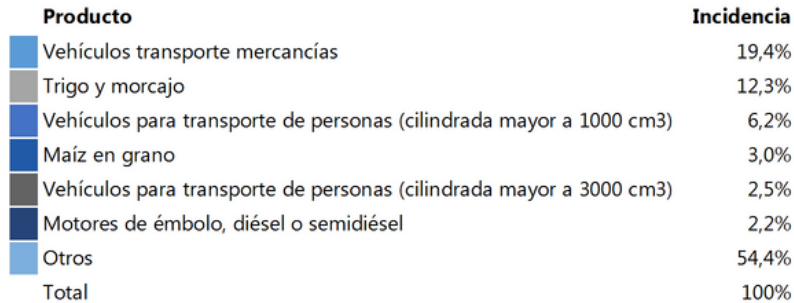 Producto Incidencia
Vehículos transporte mercancías 19,4%
Trigo y morcajo 12,3%
Vehículos para transporte de personas (cilindrada mayor a 1000 cm3) 6,2%
Maíz en grano 3,0%
Vehículos para transporte de personas (cilindrada mayor a 3000 cm3) 2,5%
Motores de émbolo, diésel o semidiésel 2,2%
Otros 54,4%
Total 100%